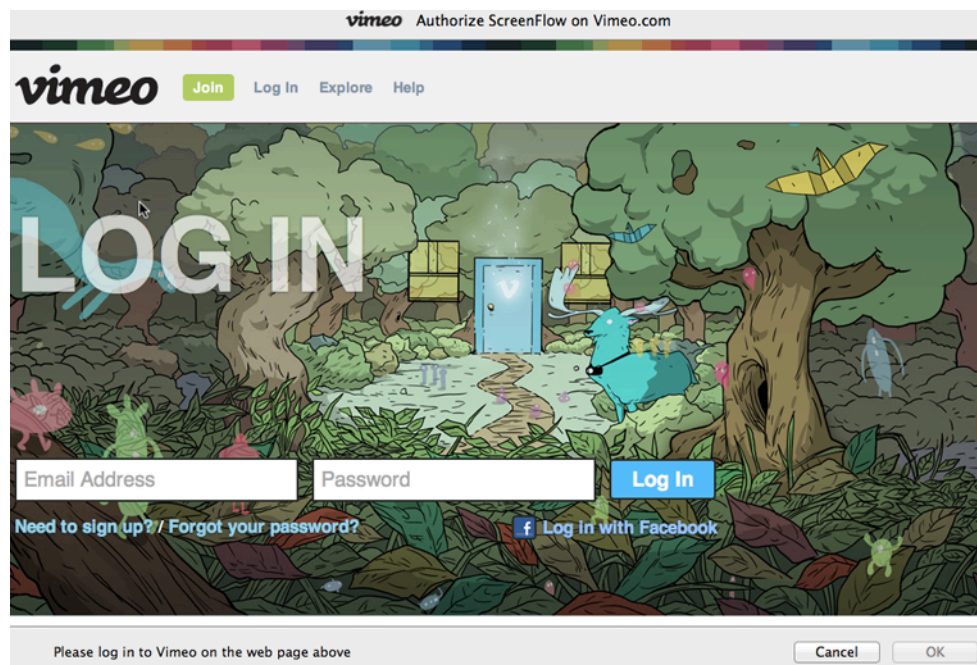 vimeo Authorize ScreenFlow on Vimeo.com
vimeo Join Log In Explore Help
LOG IN
v
Email Address Password Log In
Need to sign up? / Forgot your password? f Log in with Facebook
Please log in to Vimeo on the web page above Cancel OK